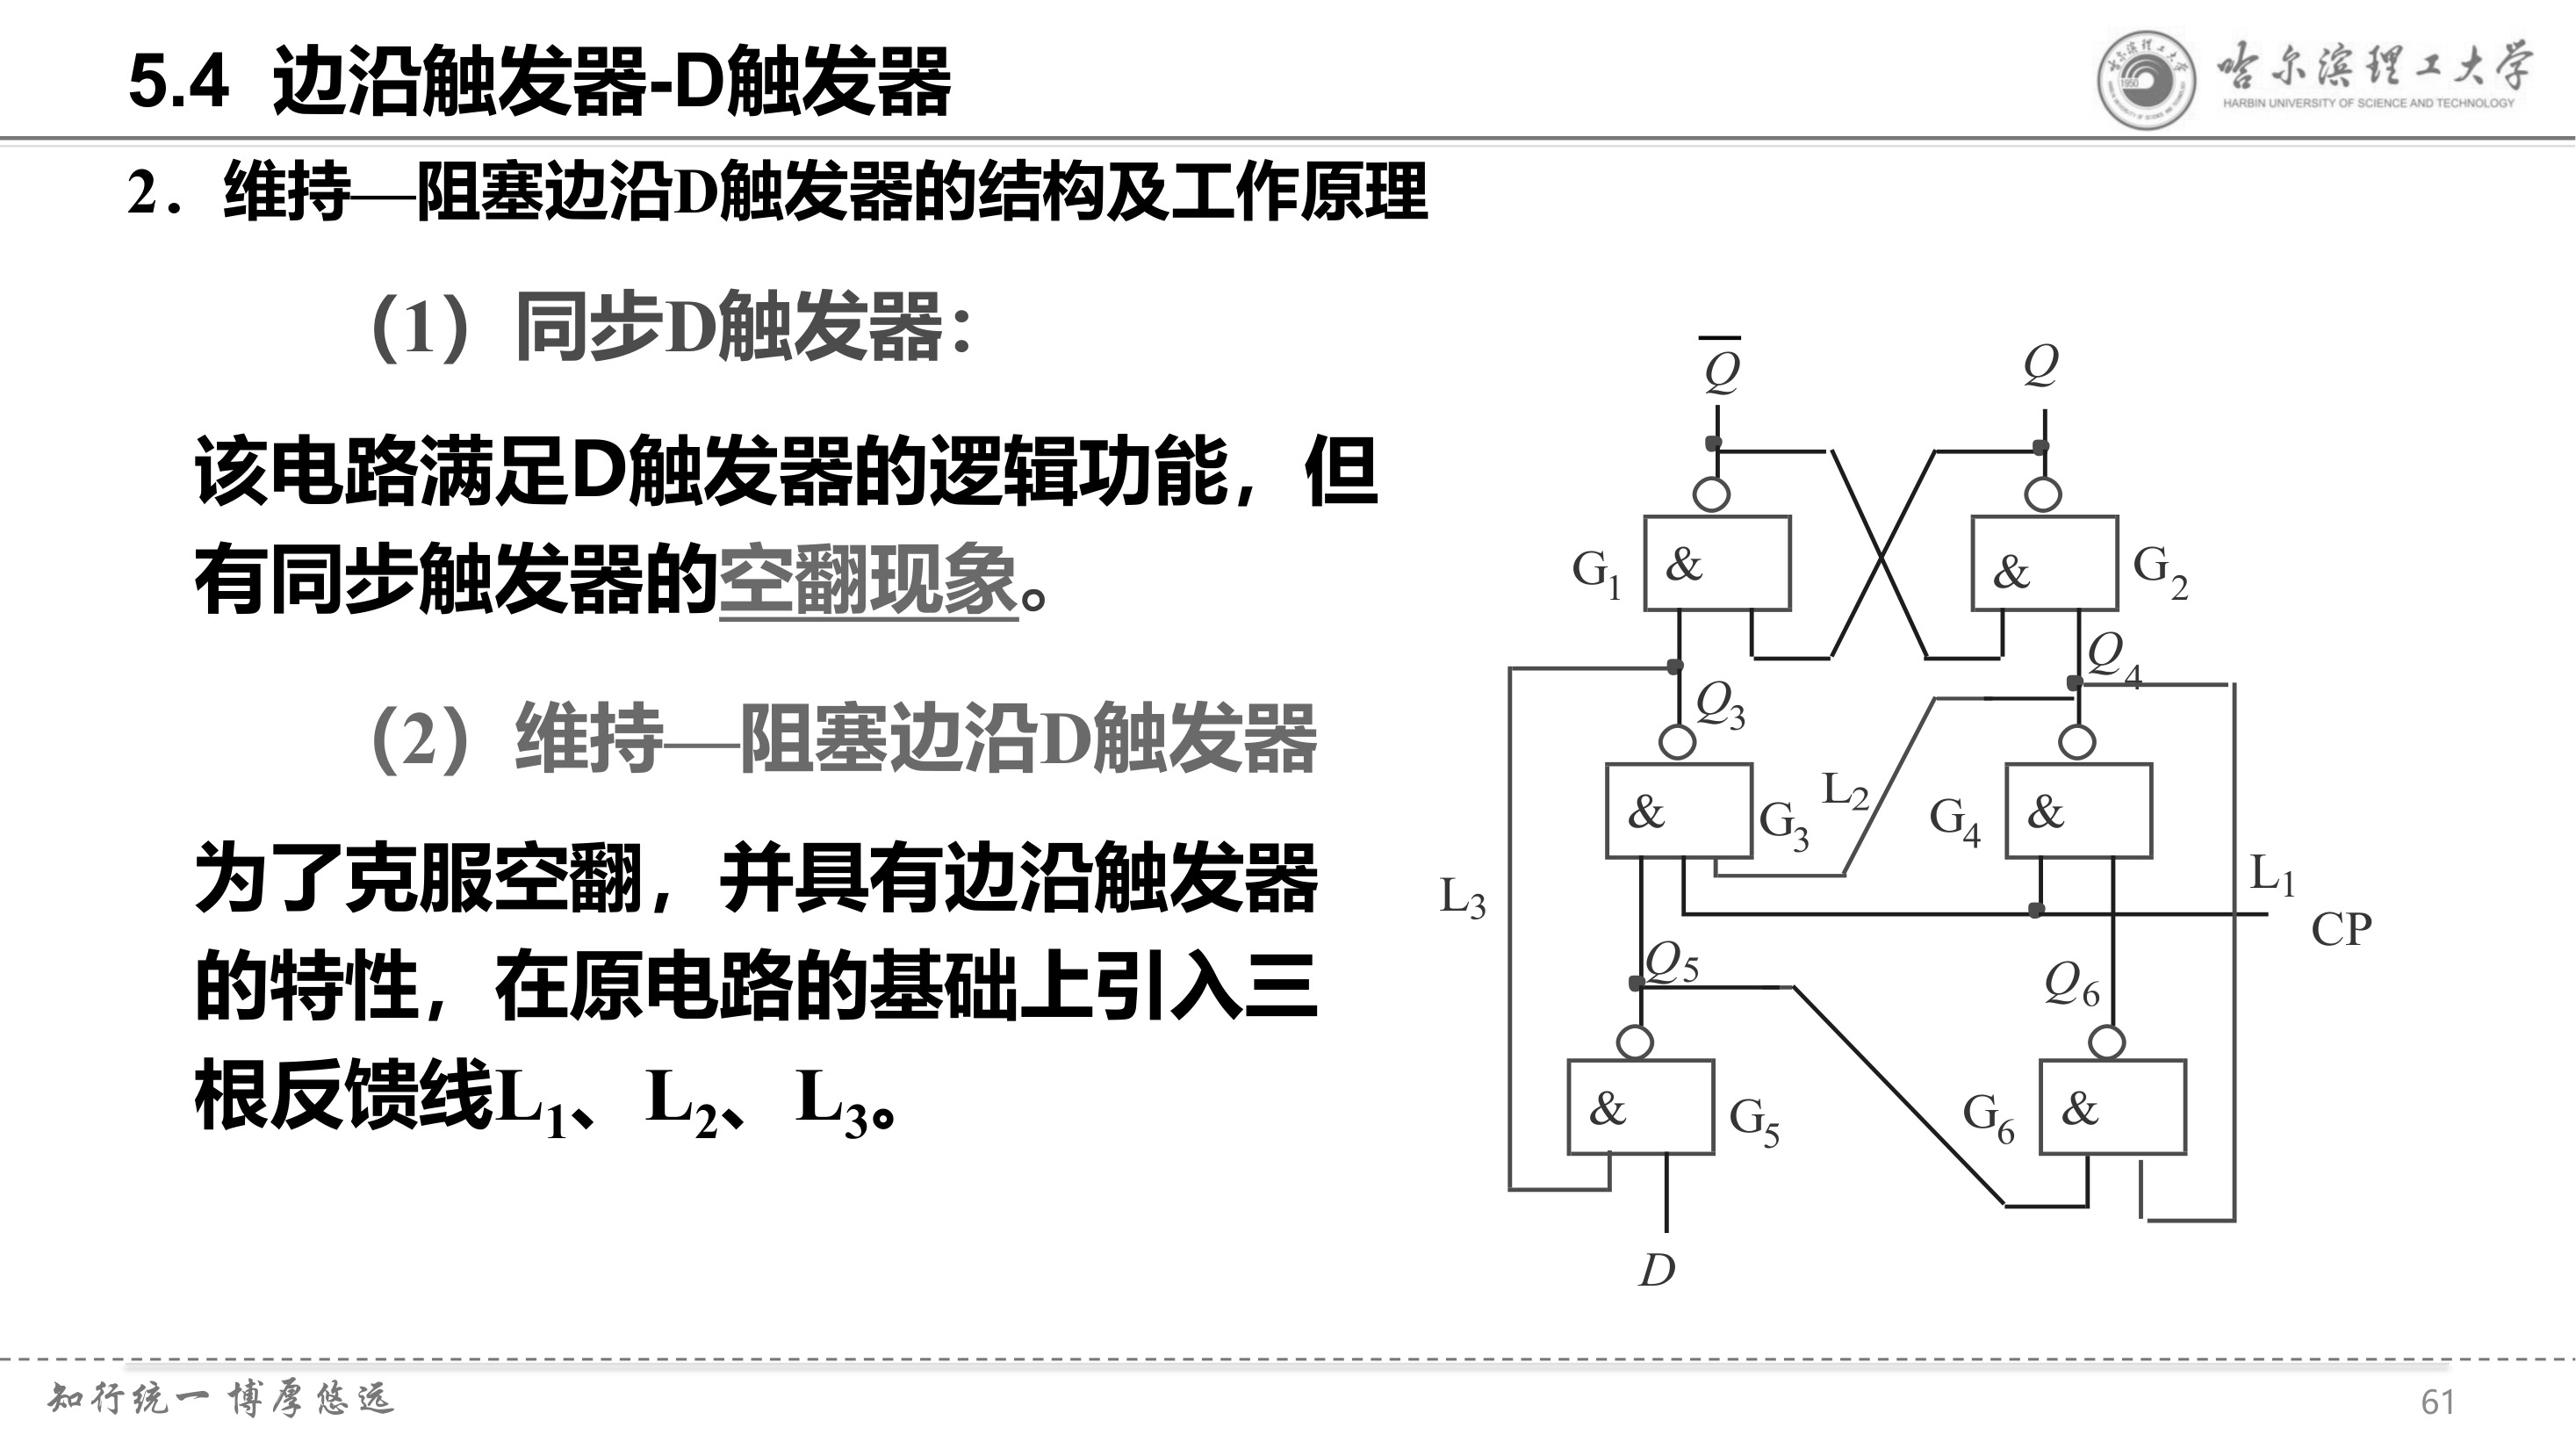 5.4 边沿触发器-D触发器
哈尔滨理工大学
HARBIN UNIVERSITY OF SCIENCE AND TECHNOLOGY
1950
2．维持—阻塞边沿D触发器的结构及工作原理
（1）同步D触发器：
该电路满足D触发器的逻辑功能，但
有同步触发器的空翻现象。
（2）维持—阻塞边沿D触发器
为了克服空翻，并具有边沿触发器
的特性，在原电路的基础上引入三
根反馈线L1、L2、L3。
Q̅ Q
G1 & & G2
Q4
Q3
& G3 L2 G4 &
L3 L1
CP
Q5 Q6
& G5 G6 &
D
知行统一 博厚悠远
61